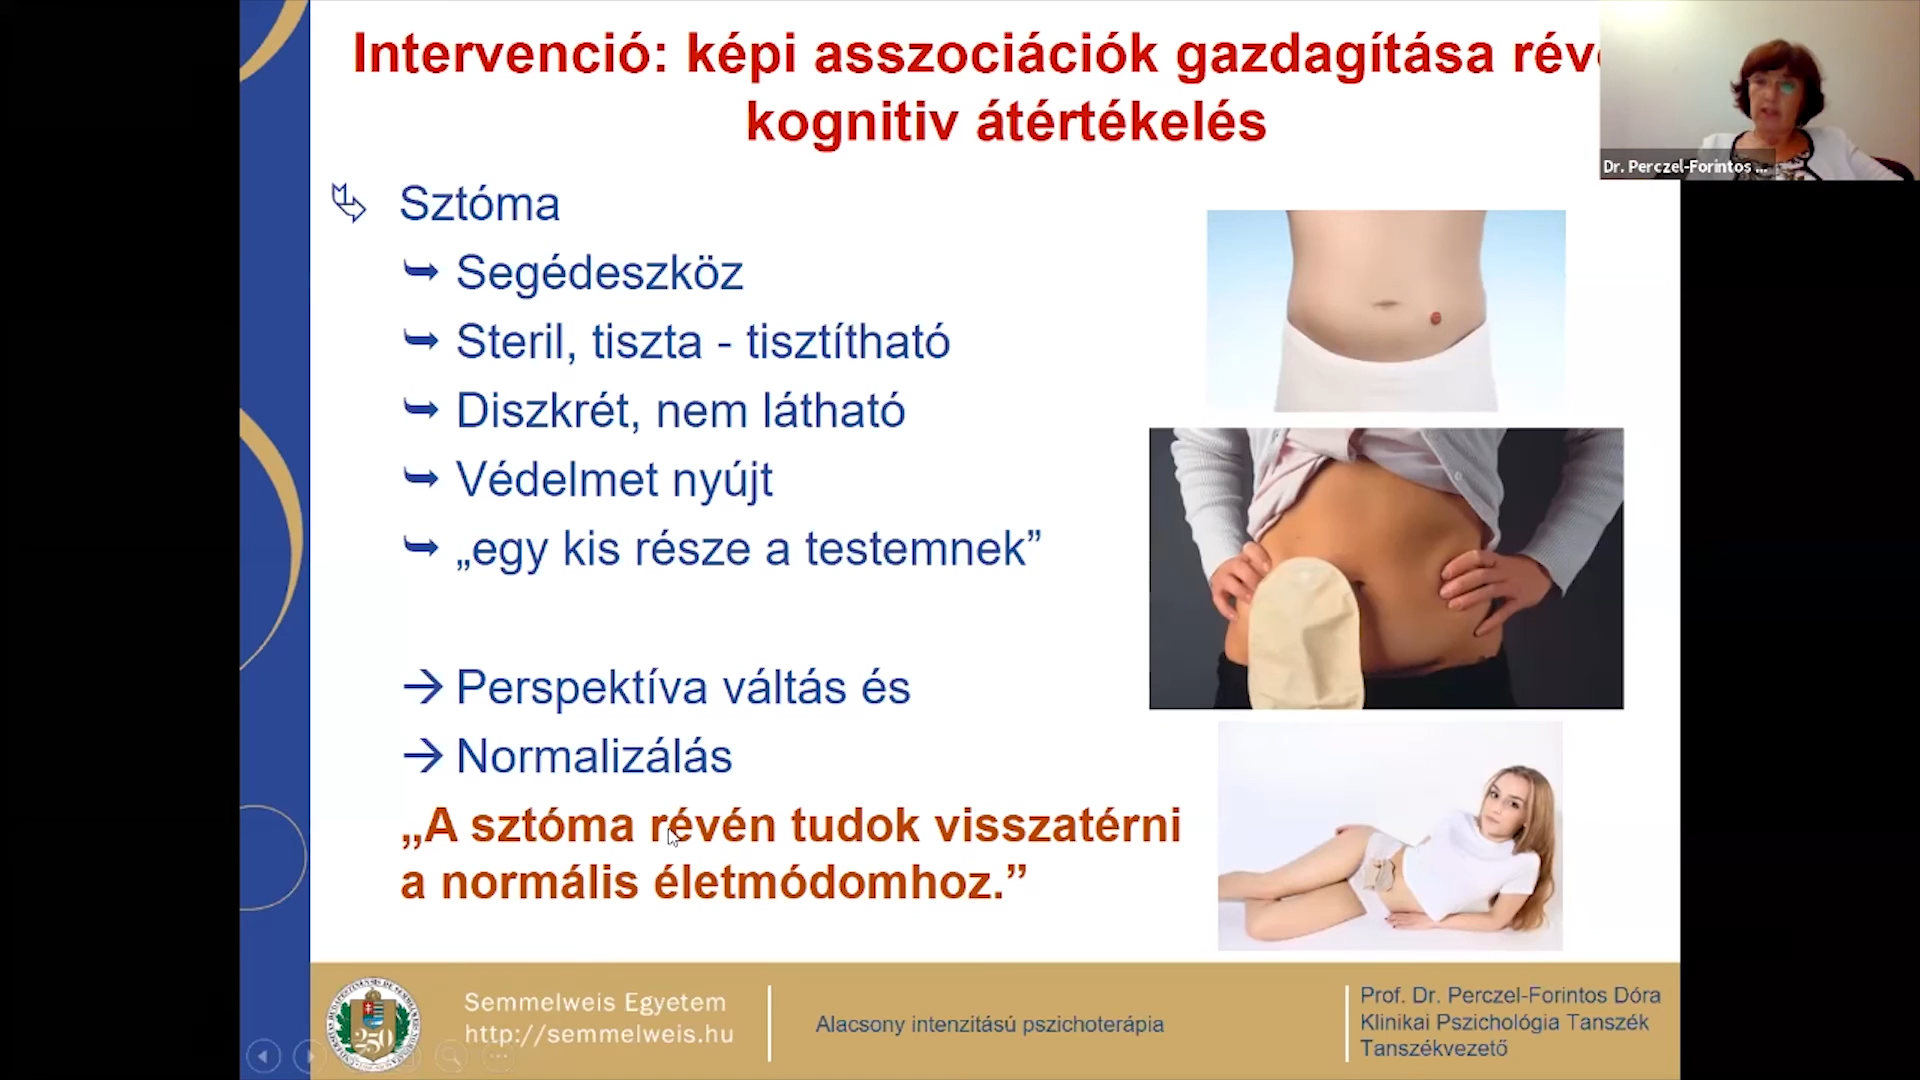 Intervenció: képi asszociációk gazdagítása rév
kognitiv átértékelés
Dr. Perczel-Forintos ...
Sztóma
Segédeszköz
Steril, tiszta - tisztítható
Diszkrét, nem látható
Védelmet nyújt
„egy kis része a testemnek”
→ Perspektíva váltás és
→ Normalizálás
„A sztóma révén tudok visszatérni
a normális életmódomhoz.”
Semmelweis Egyetem
http://semmelweis.hu
Alacsony intenzitású pszichoterápia
Prof. Dr. Perczel-Forintos Dóra
Klinikai Pszichológia Tanszék
Tanszékvezető
250